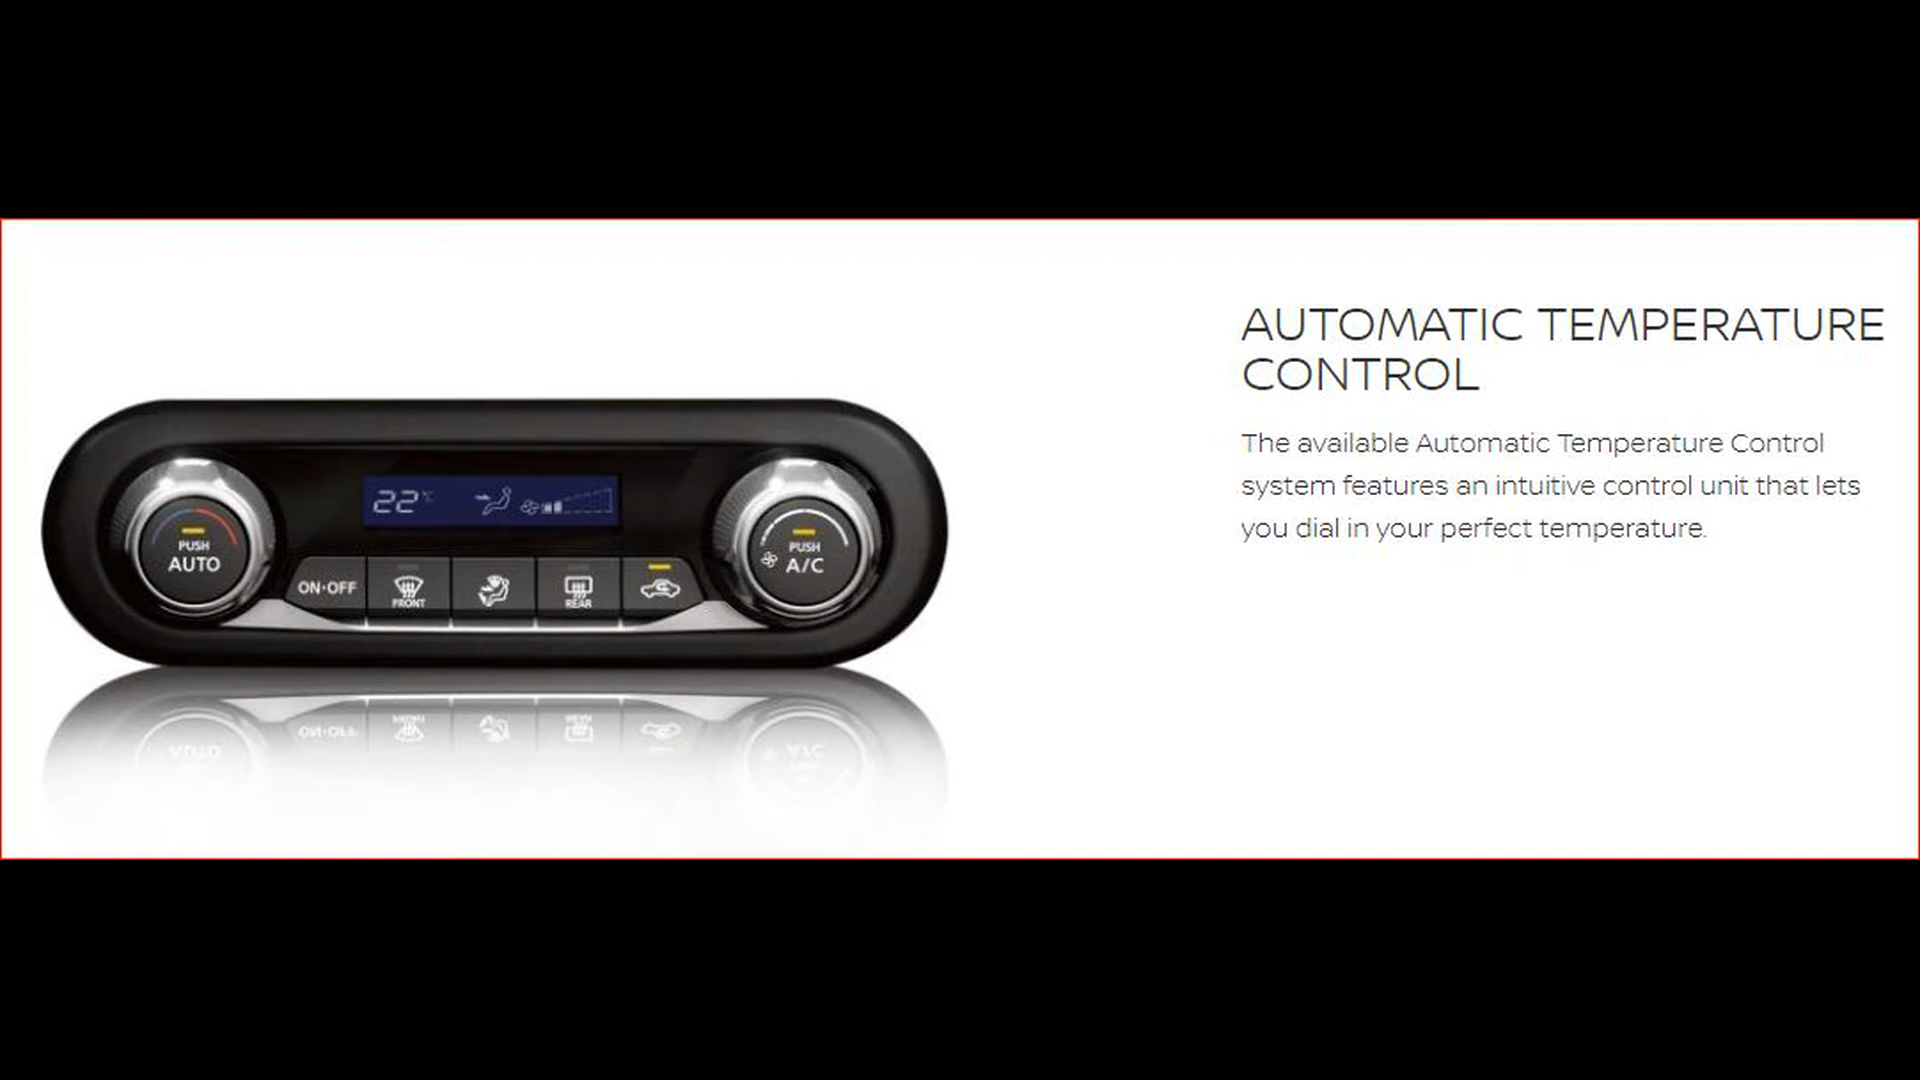 AUTOMATIC TEMPERATURE
CONTROL
The available Automatic Temperature Control
system features an intuitive control unit that lets
you dial in your perfect temperature.
22°C
PUSH
AUTO
PUSH
A/C
ON·OFF
FRONT
REAR